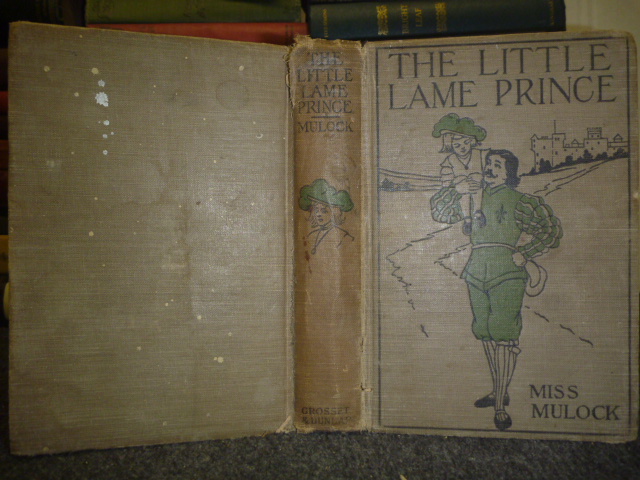 THE
LITTLE
LAME
PRINCE
MULOCK
GROSSET
& DUNLAP
THE LITTLE
LAME PRINCE
MISS
MULOCK